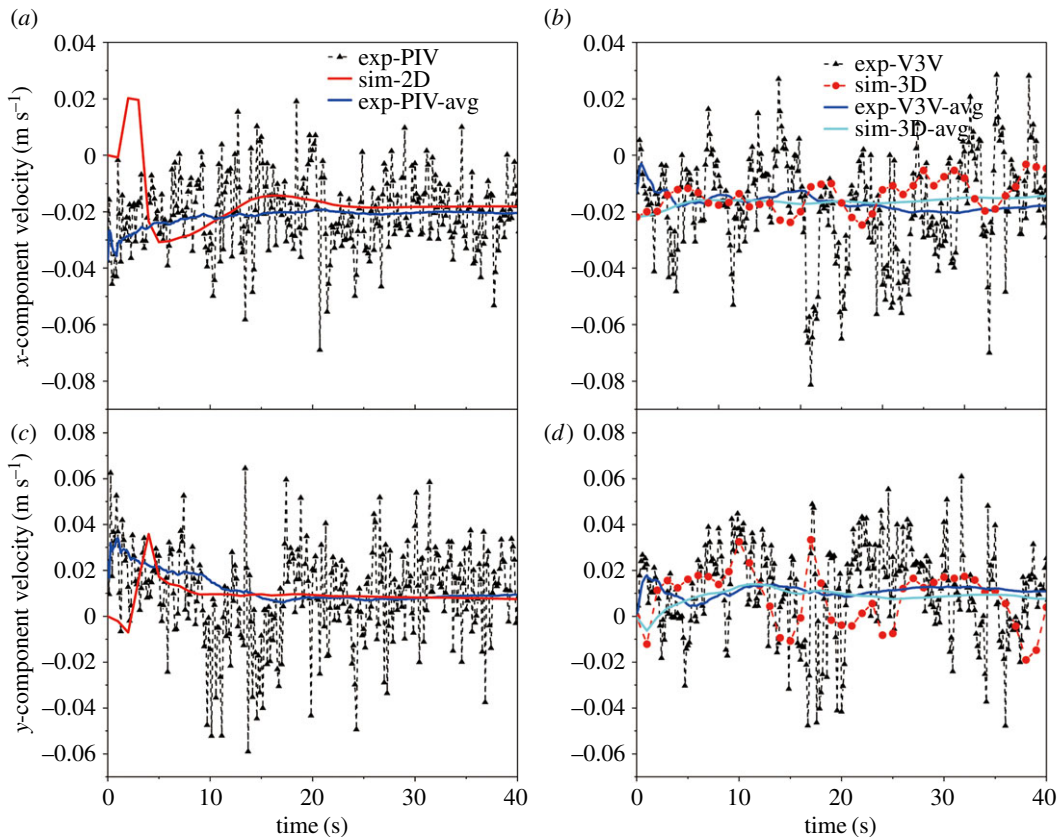 (a)
0.04
0.02
0
–0.02
–0.04
–0.06
–0.08
x-component velocity (m s–1)
exp-PIV
sim-2D
exp-PIV-avg
(b)
0.04
0.02
0
–0.02
–0.04
–0.06
–0.08
exp-V3V
sim-3D
exp-V3V-avg
sim-3D-avg
(c)
0.08
0.06
0.04
0.02
0
–0.02
–0.04
–0.06
y-component velocity (m s–1)
0 10 20 30 40
time (s)
(d)
0.08
0.06
0.04
0.02
0
–0.02
–0.04
–0.06
0 10 20 30 40
time (s)